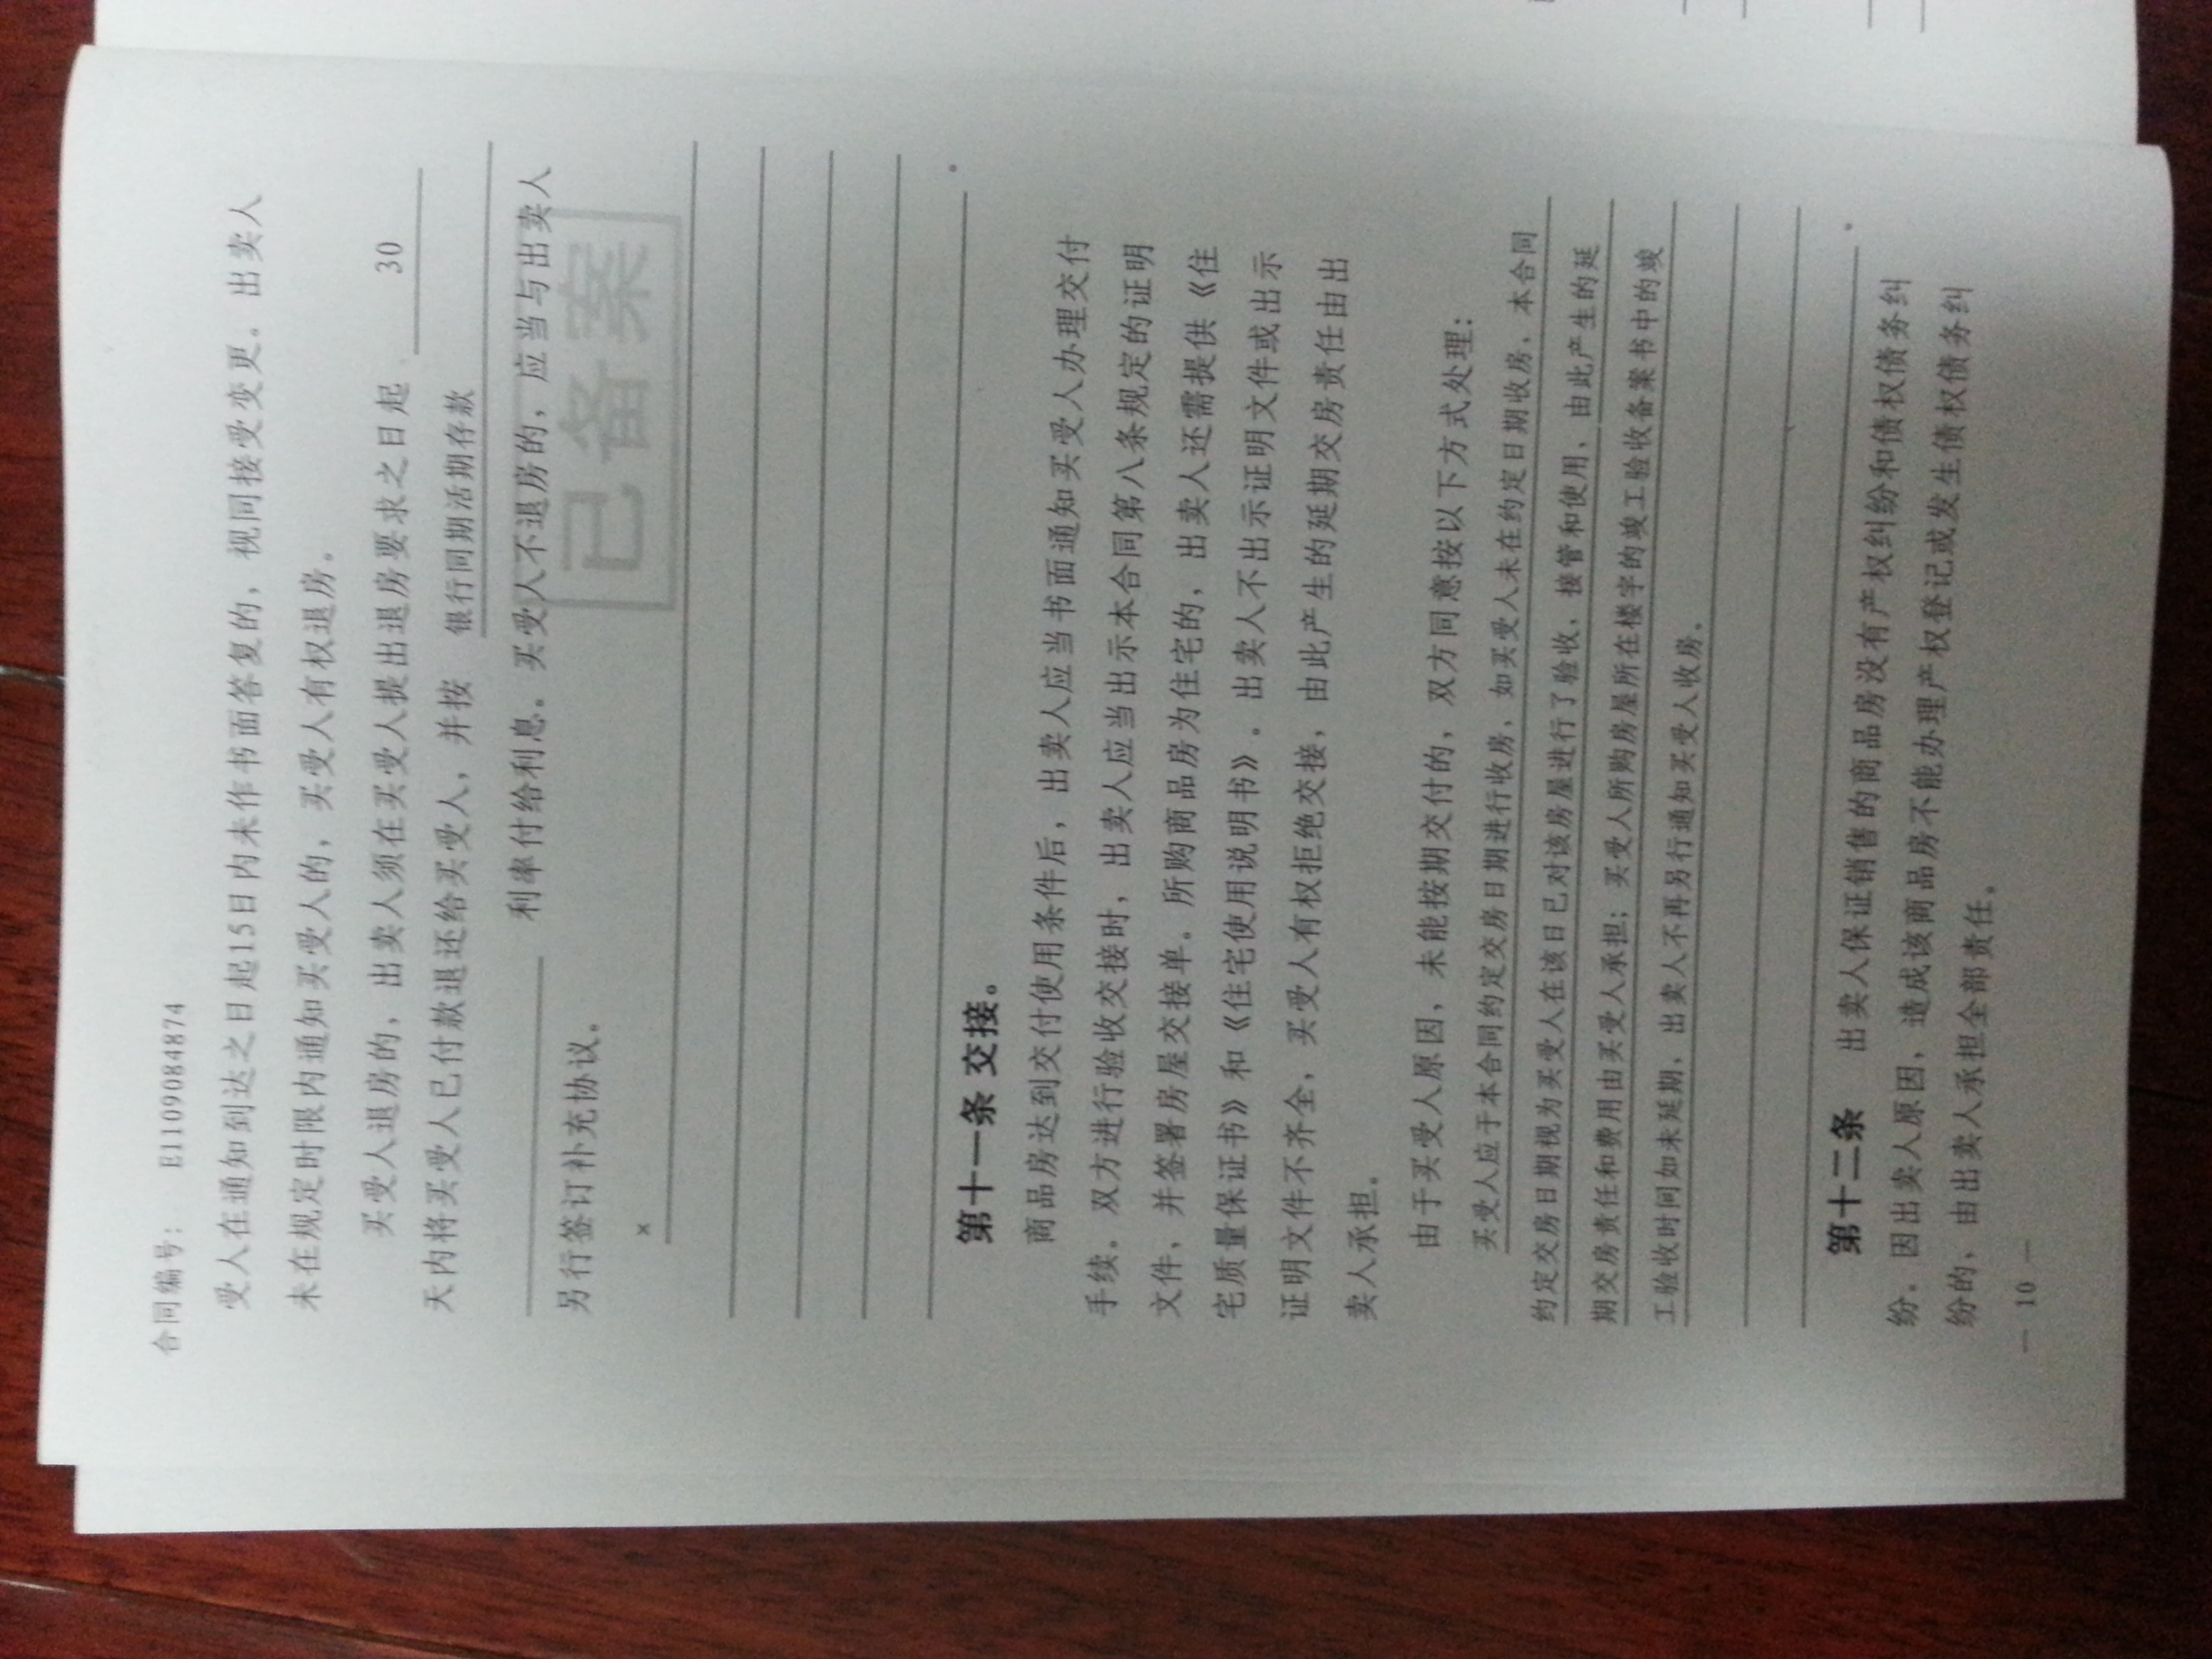 合同编号: E1109084874
受人在通知到达之日起15日内未作书面答复的，视同接受变更。出卖人
未在规定时限内通知买受人的，买受人有权退房。
买受人退房的，出卖人须在买受人提出退房要求之日起 30
天内将买受人已付款退还给买受人，并按 银行同期活期存款
利率付给利息。买受人不退房的，应当与出卖人
另行签订补充协议。
×
已备案
。
第十一条 交接。
商品房达到交付使用条件后，出卖人应当书面通知买受人办理交付
手续。双方进行验收交接时，出卖人应当出示本合同第八条规定的证明
文件，并签署房屋交接单。所购商品房为住宅的，出卖人还需提供《住
宅质量保证书》和《住宅使用说明书》。出卖人不出示证明文件或出示
证明文件不齐全，买受人有权拒绝交接，由此产生的延期交房责任由出
卖人承担。
由于买受人原因，未能按期交付的，双方同意按以下方式处理：
买受人应于本合同约定交房日期进行收房，如买受人未在约定日期收房，本合同
约定交房日期视为买受人在该日已对该房屋进行了验收、接管和使用，由此产生的延
期交房责任和费用由买受人承担；买受人所购房屋所在楼宇的竣工验收备案书中的竣
工验收时间如未延期，出卖人不再另行通知买受人收房。
。
第十二条 出卖人保证销售的商品房没有产权纠纷和债权债务纠
纷。因出卖人原因，造成该商品房不能办理产权登记或发生债权债务纠
纷的，由出卖人承担全部责任。
— 10 —